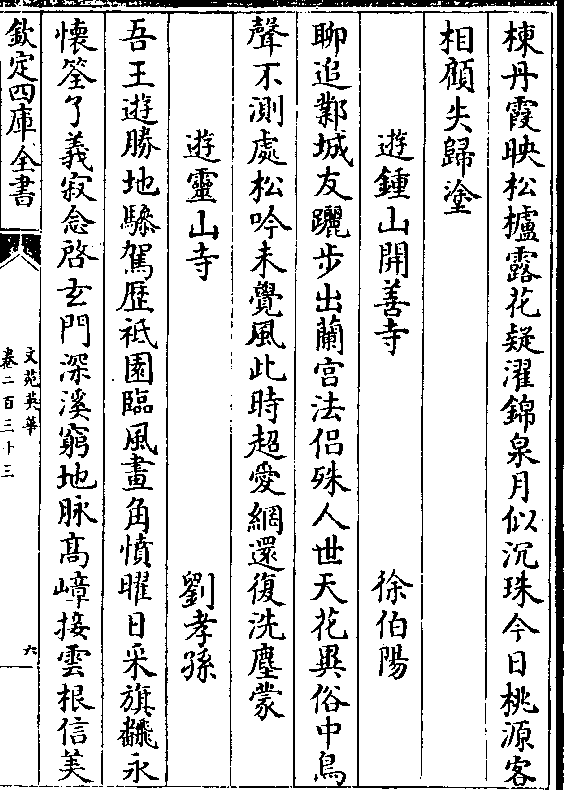 棟丹霞映松櫨露花疑濯錦泉月似沉珠今日桃源客
相顧失歸塗
遊鍾山開善寺 徐伯陽
聊追鄴城友躧步出蘭宫法侣殊人世天花異俗中鳥
聲不測處松吟未覺風此時超愛網還復洗塵蒙
遊靈山寺 劉孝孫
吾王遊勝地驂駕歴祇園臨風畫角憤曜日采旗飜永
懷筌了義寂念啓玄門深溪窮地脉髙嶂接雲根信美
欽定四庫全書
文苑英華
卷二百三十三
六